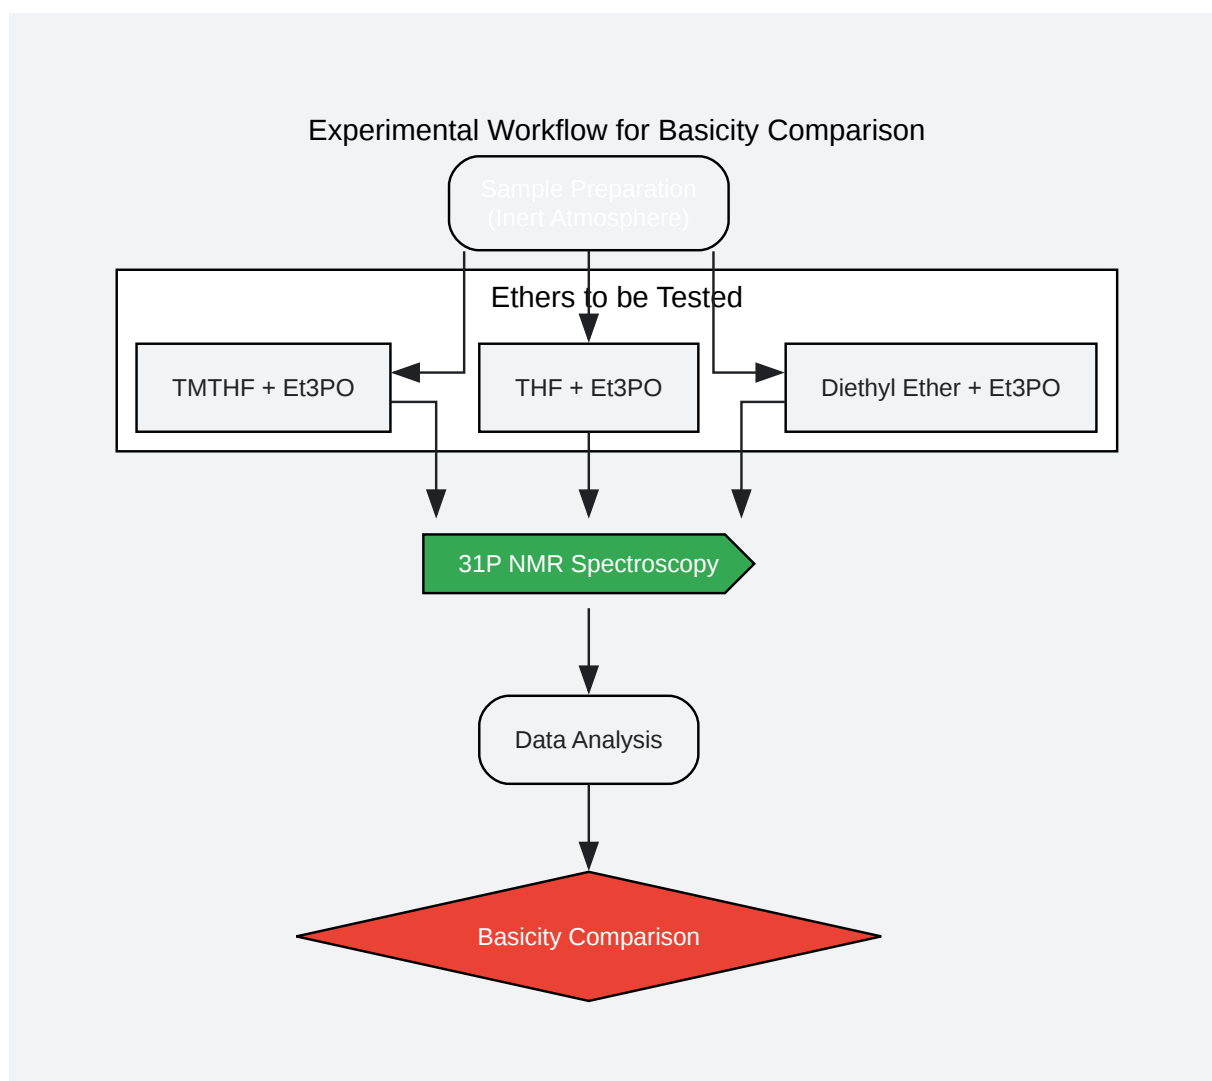 Experimental Workflow for Basicity Comparison
Sample Preparation
(Inert Atmosphere)
Ethers to be Tested
TMTHF + Et3PO
THF + Et3PO
Diethyl Ether + Et3PO
31P NMR Spectroscopy
Data Analysis
Basicity Comparison